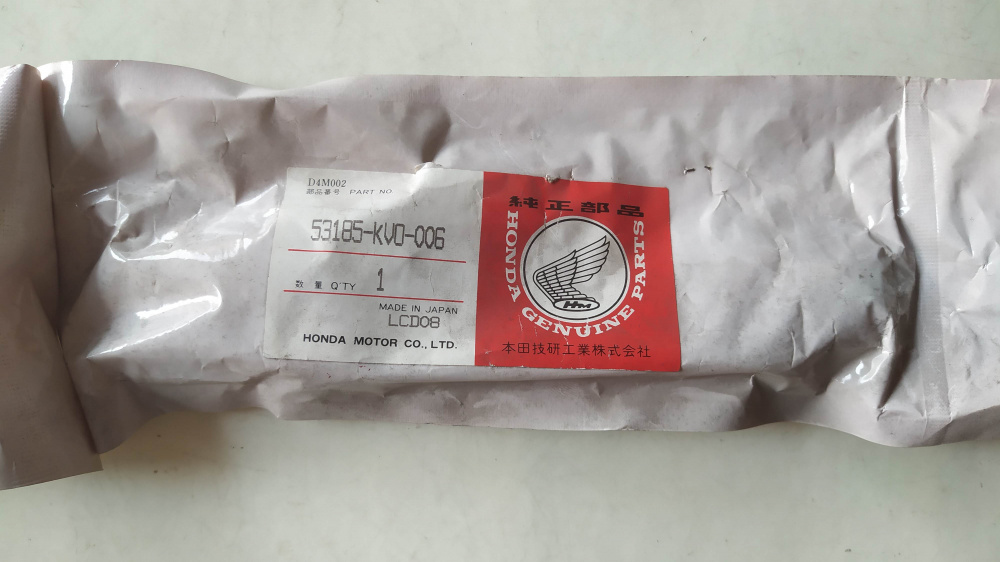 D4M002
部品番号 PART NO.
53185-KV0-006
数量 Q'TY 1
MADE IN JAPAN
LCD08
HONDA MOTOR CO., LTD.
純正部品
HONDA GENUINE PARTS
HM
本田技研工業株式会社